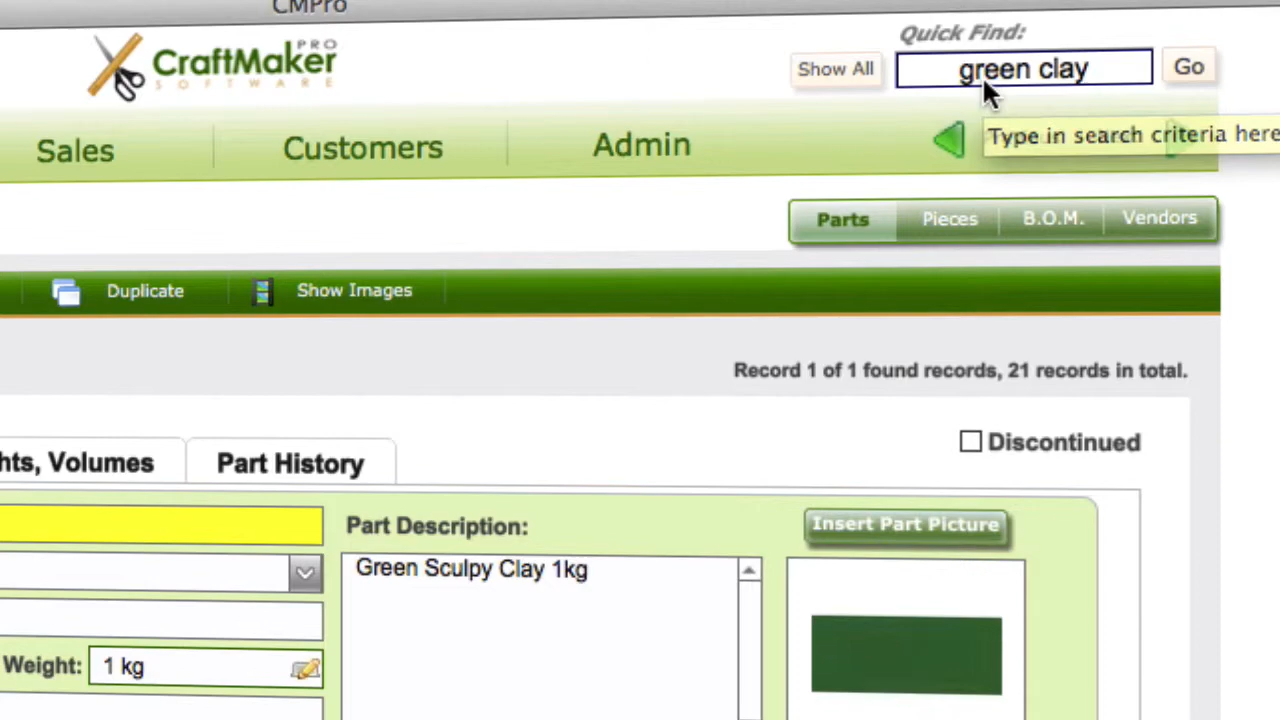 CMPro
Quick Find:
CraftMaker PRO
SOFTWARE
Show All
green clay
Go
Type in search criteria here
Sales
Customers
Admin
Parts
Pieces
B.O.M.
Vendors
Duplicate
Show Images
Record 1 of 1 found records, 21 records in total.
Discontinued
hts, Volumes
Part History
Part Description:
Insert Part Picture
Green Sculpy Clay 1kg
Weight:
1 kg